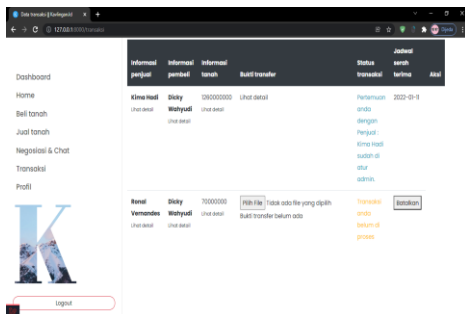 Data transaksi | Kavlingan.id
127.0.0.1:8000/transaksi
Dashboard
Home
Beli tanah
Jual tanah
Negosiasi & Chat
Transaksi
Profil
Logout
Informasi penjual
Informasi pembeli
Informasi tanah
Bukti transfer
Status transaksi
Jadwal serah terima
Aksi
Kima Hadi
Lihat detail
Dicky Wahyudi
Lihat detail
1280000000
Lihat detail
Lihat detail
Pertemuan
anda
dengan
Penjual :
Kima Hadi
sudah di
atur
admin.
2022-01-11
Ronal Vernandes
Lihat detail
Dicky Wahyudi
Lihat detail
70000000
Lihat detail
Pilih File Tidak ada file yang dipilih
Bukti transfer belum ada
Transaksi
anda
belum di
proses
Batalkan